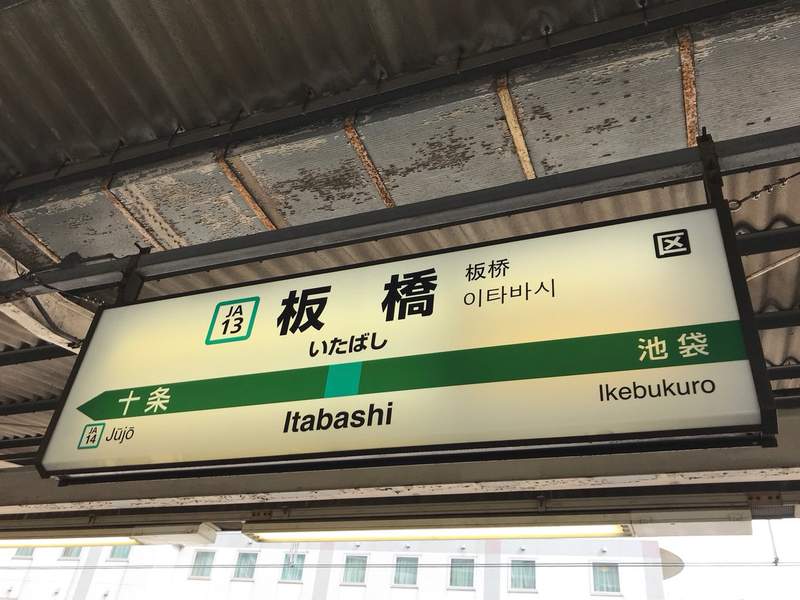 JA
13
板橋
板桥
이타바시
区
いたばし
十条
池袋
JA
14
Jūjō
Itabashi
Ikebukuro